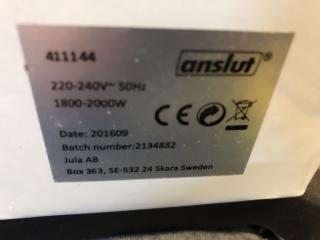 411144
anslut®
220-240V~ 50Hz
1800-2000W
CE
Date: 201609
Batch number:2134882
Jula AB
Box 363, SE-532 24 Skara Sweden